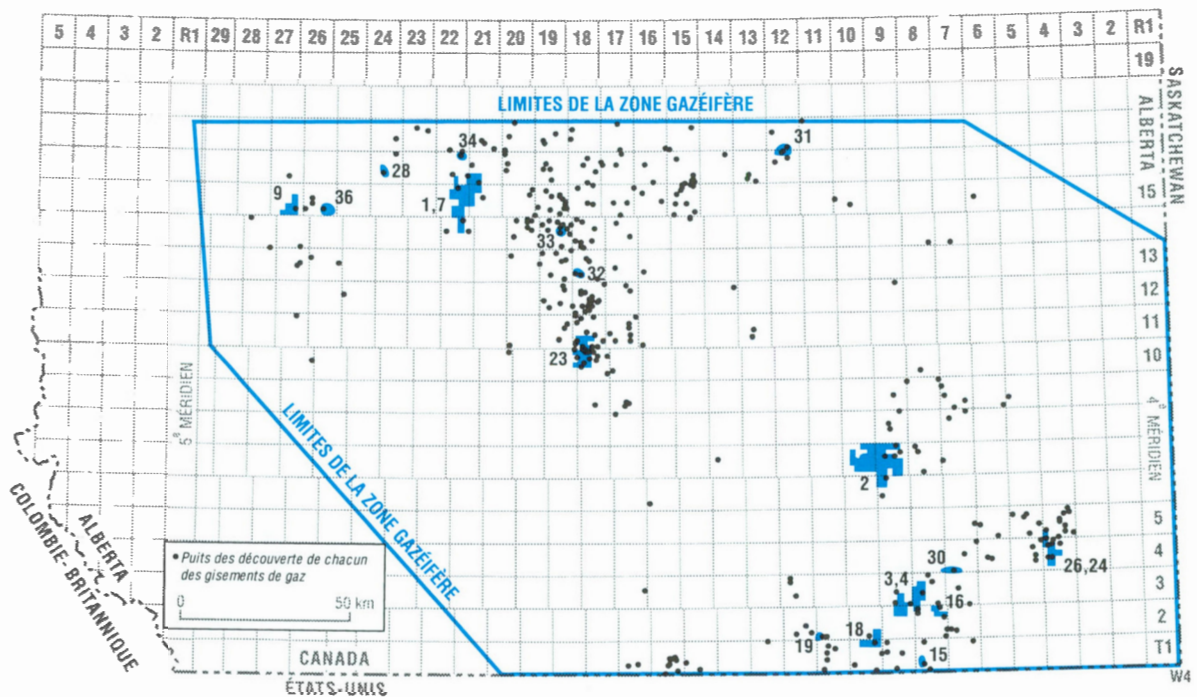 5 4 3 2 R1 29 28 27 26 25 24 23 22 21 20 19 18 17 16 15 14 13 12 11 10 9 8 7 6 5 4 3 2 R1
19
SASKATCHEWAN
ALBERTA
LIMITES DE LA ZONE GAZÉIFÈRE
34
31
28
9
36
1,7
15
33
13
32
12
11
23
10
5e MÉRIDIEN
4e MÉRIDIEN
LIMITES DE LA ZONE GAZÉIFÈRE
2
COLOMBIE-BRITANNIQUE
ALBERTA
5
• Puits des découverte de chacun
des gisements de gaz
0 50 km
30
4
26,24
3,4
3
16
2
19
18
15
T1
CANADA
ÉTATS-UNIS
W4